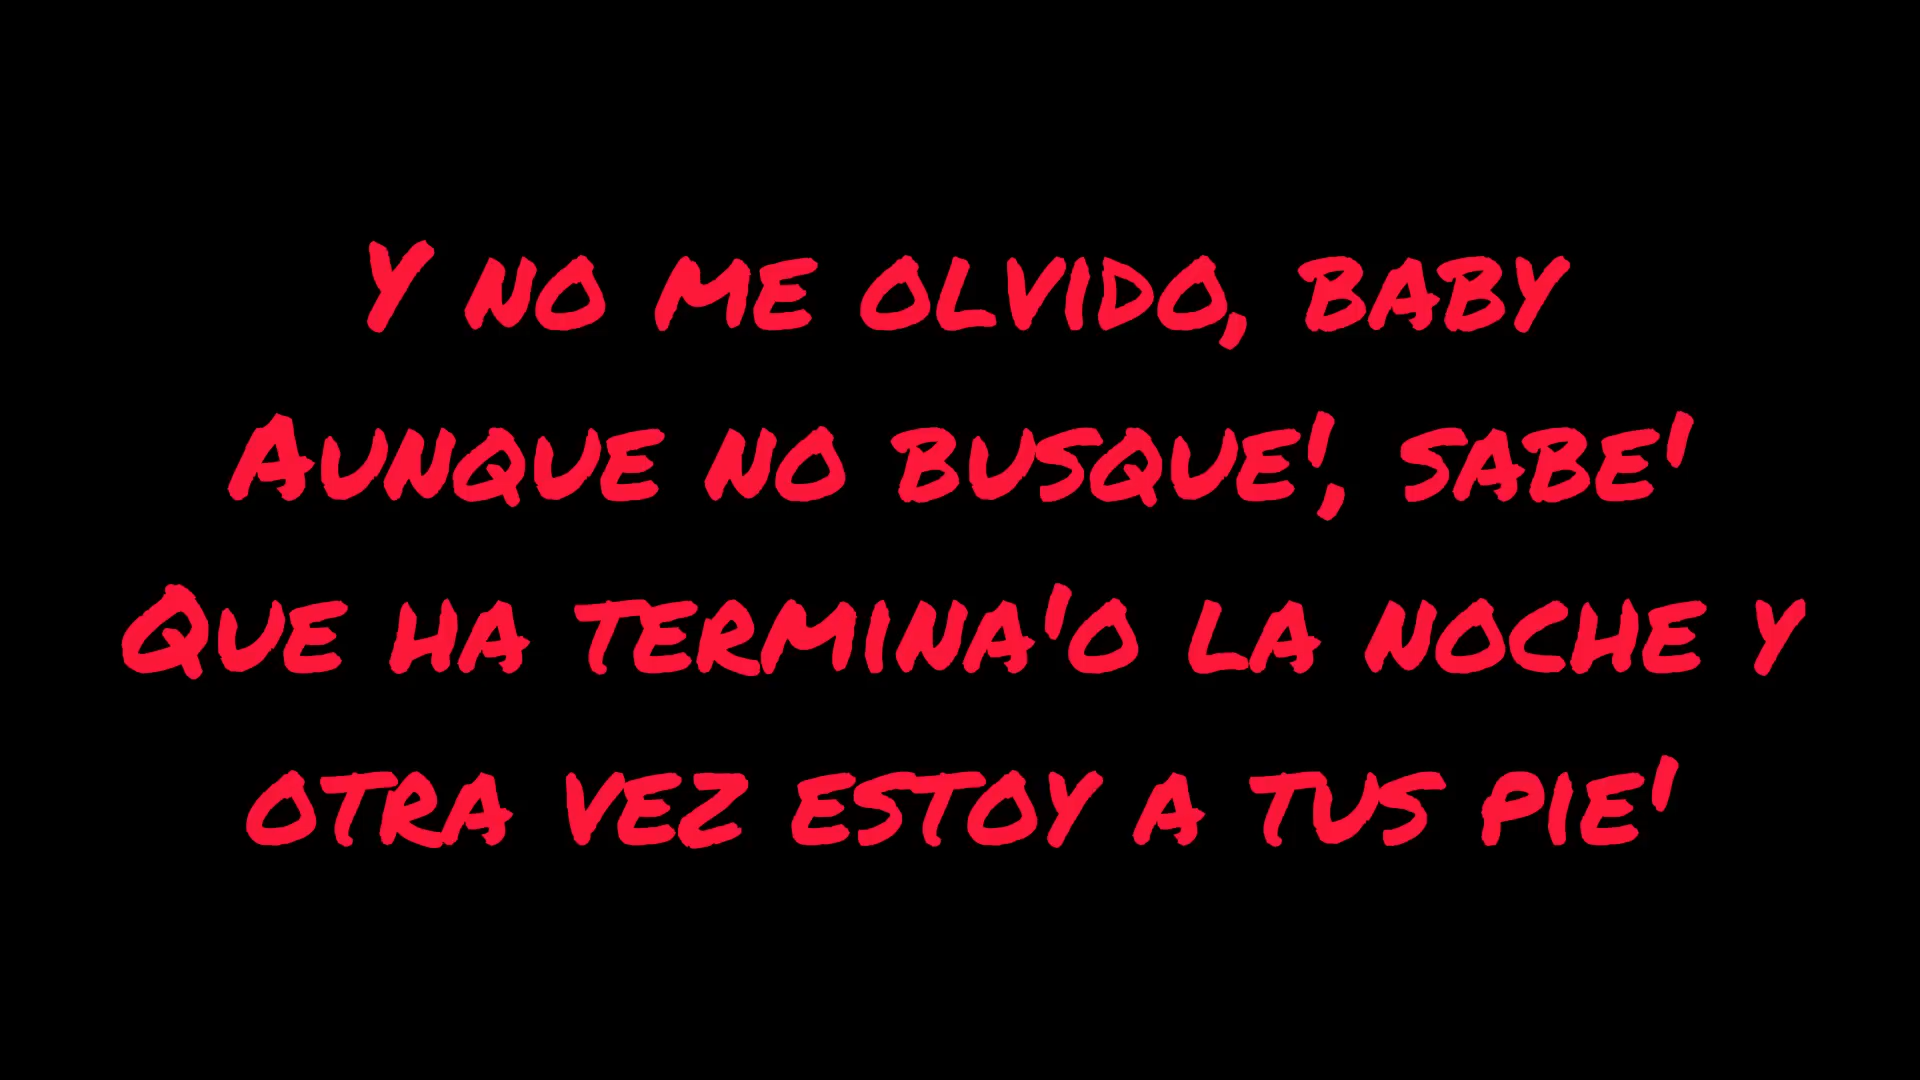 Y no me olvido, baby
Aunque no busque', sabe'
Que ha termina'o la noche y
otra vez estoy a tus pie'